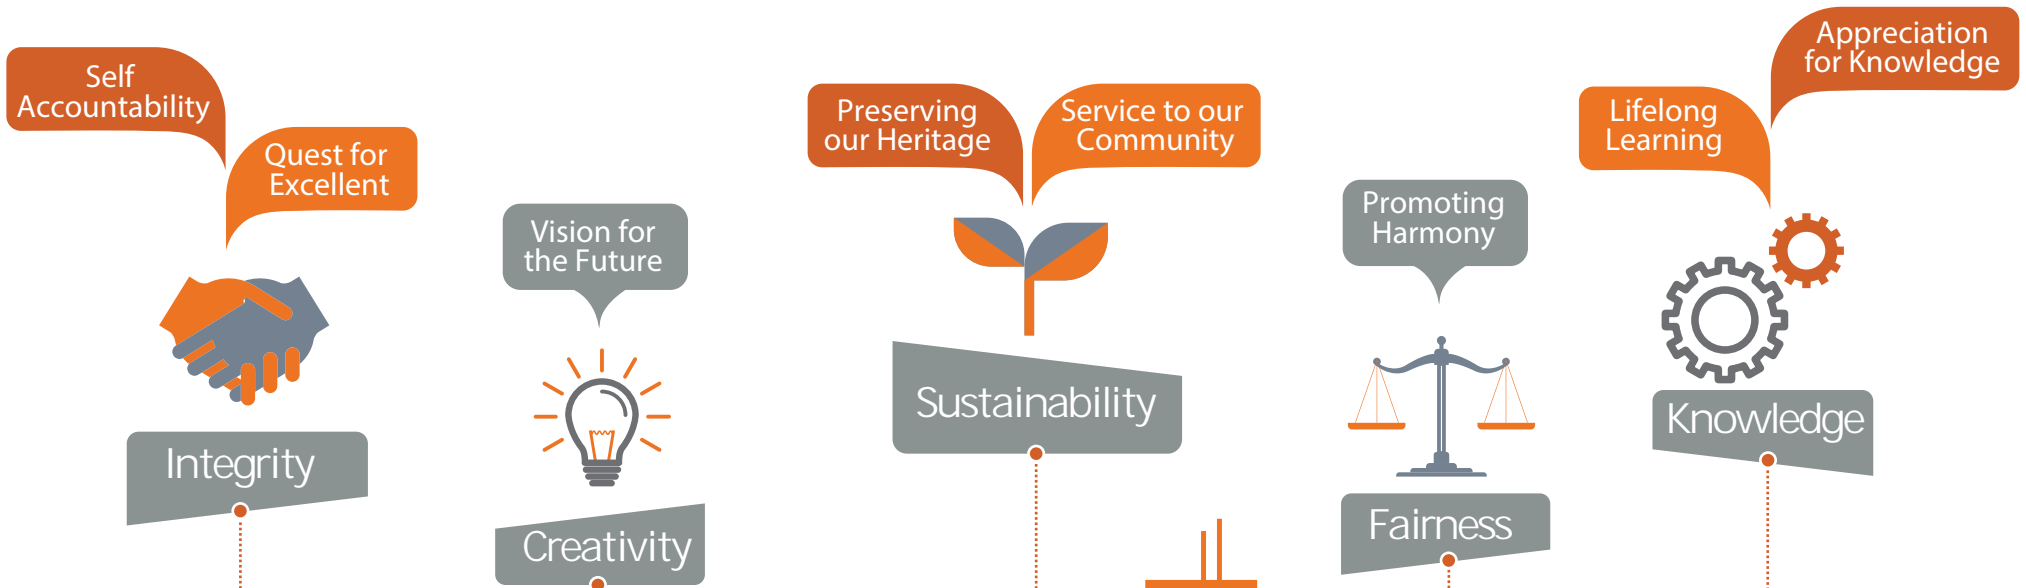 Self
Accountability
Quest for
Excellent
Integrity
Vision for
the Future
Creativity
Preserving
our Heritage
Service to our
Community
Sustainability
Promoting
Harmony
Fairness
Lifelong
Learning
Appreciation
for Knowledge
Knowledge